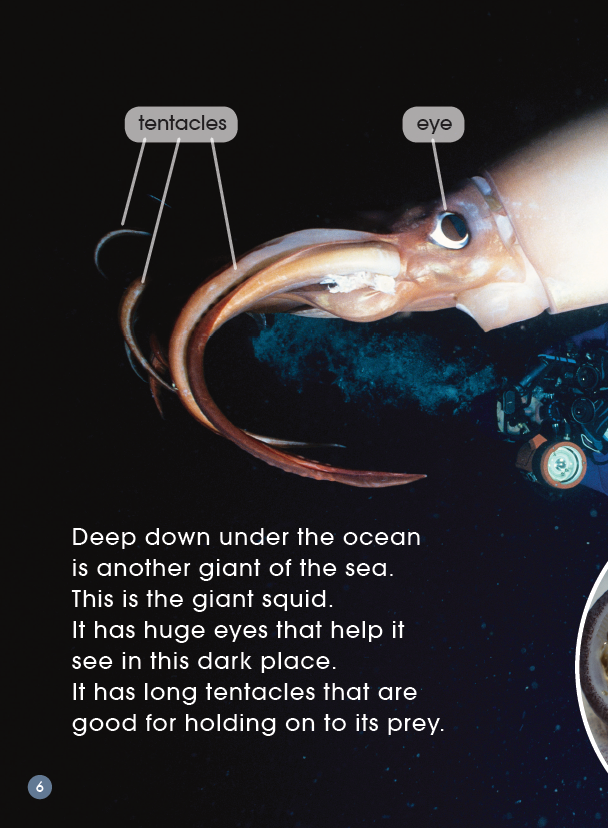 tentacles
eye
Deep down under the ocean
is another giant of the sea.
This is the giant squid.
It has huge eyes that help it
see in this dark place.
It has long tentacles that are
good for holding on to its prey.
6